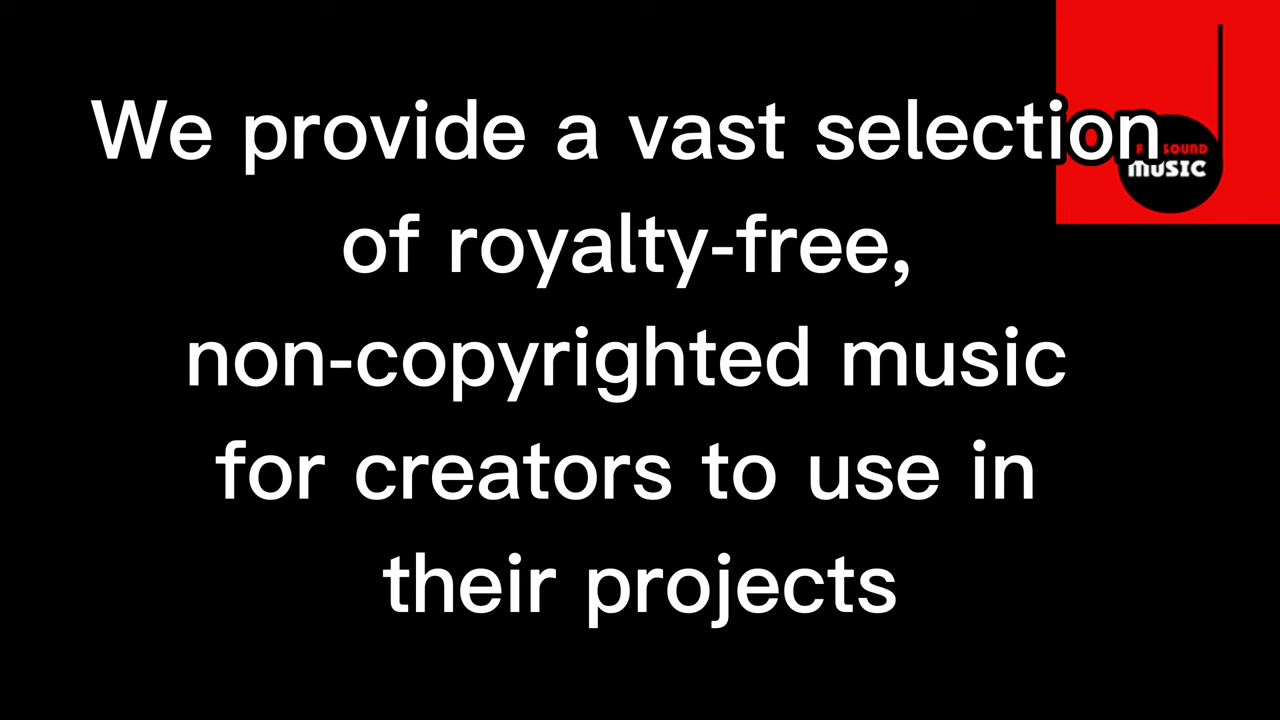 We provide a vast selection
of royalty-free,
non-copyrighted music
for creators to use in
their projects
SOUND
MUSIC